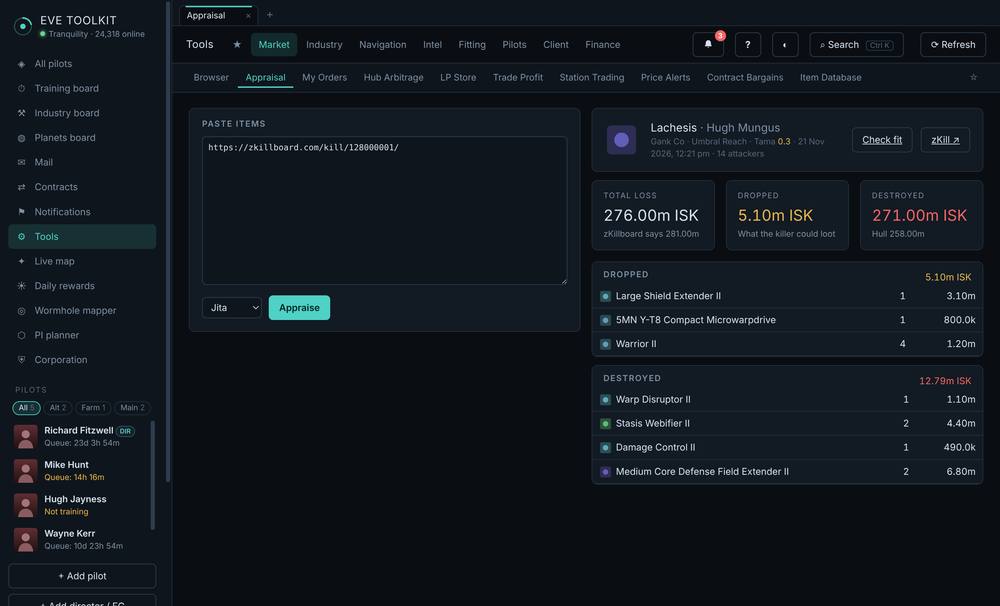 Appraisal × +
EVE TOOLKIT
Tranquility · 24,318 online
Tools ★ Market Industry Navigation Intel Fitting Pilots Client Finance 3 ? Search Ctrl K Refresh
Browser Appraisal My Orders Hub Arbitrage LP Store Trade Profit Station Trading Price Alerts Contract Bargains Item Database
All pilots
Training board
Industry board
Planets board
Mail
Contracts
Notifications
Tools
Live map
Daily rewards
Wormhole mapper
PI planner
Corporation
PILOTS
All 5 Alt 2 Farm 1 Main 2
Richard Fitzwell DIR
Queue: 23d 3h 54m
Mike Hunt
Queue: 14h 16m
Hugh Jayness
Not training
Wayne Kerr
Queue: 10d 23h 54m
+ Add pilot
+ Add director / FC
PASTE ITEMS
https://zkillboard.com/kill/128000001/
Jita Appraise
Lachesis · Hugh Mungus
Gank Co · Umbral Reach · Tama 0.3 · 21 Nov
2026, 12:21 pm · 14 attackers
Check fit zKill ↗
TOTAL LOSS
276.00m ISK
zKillboard says 281.00m
DROPPED
5.10m ISK
What the killer could loot
DESTROYED
271.00m ISK
Hull 258.00m
DROPPED 5.10m ISK
Large Shield Extender II 1 3.10m
5MN Y-T8 Compact Microwarpdrive 1 800.0k
Warrior II 4 1.20m
DESTROYED 12.79m ISK
Warp Disruptor II 1 1.10m
Stasis Webifier II 2 4.40m
Damage Control II 1 490.0k
Medium Core Defense Field Extender II 2 6.80m